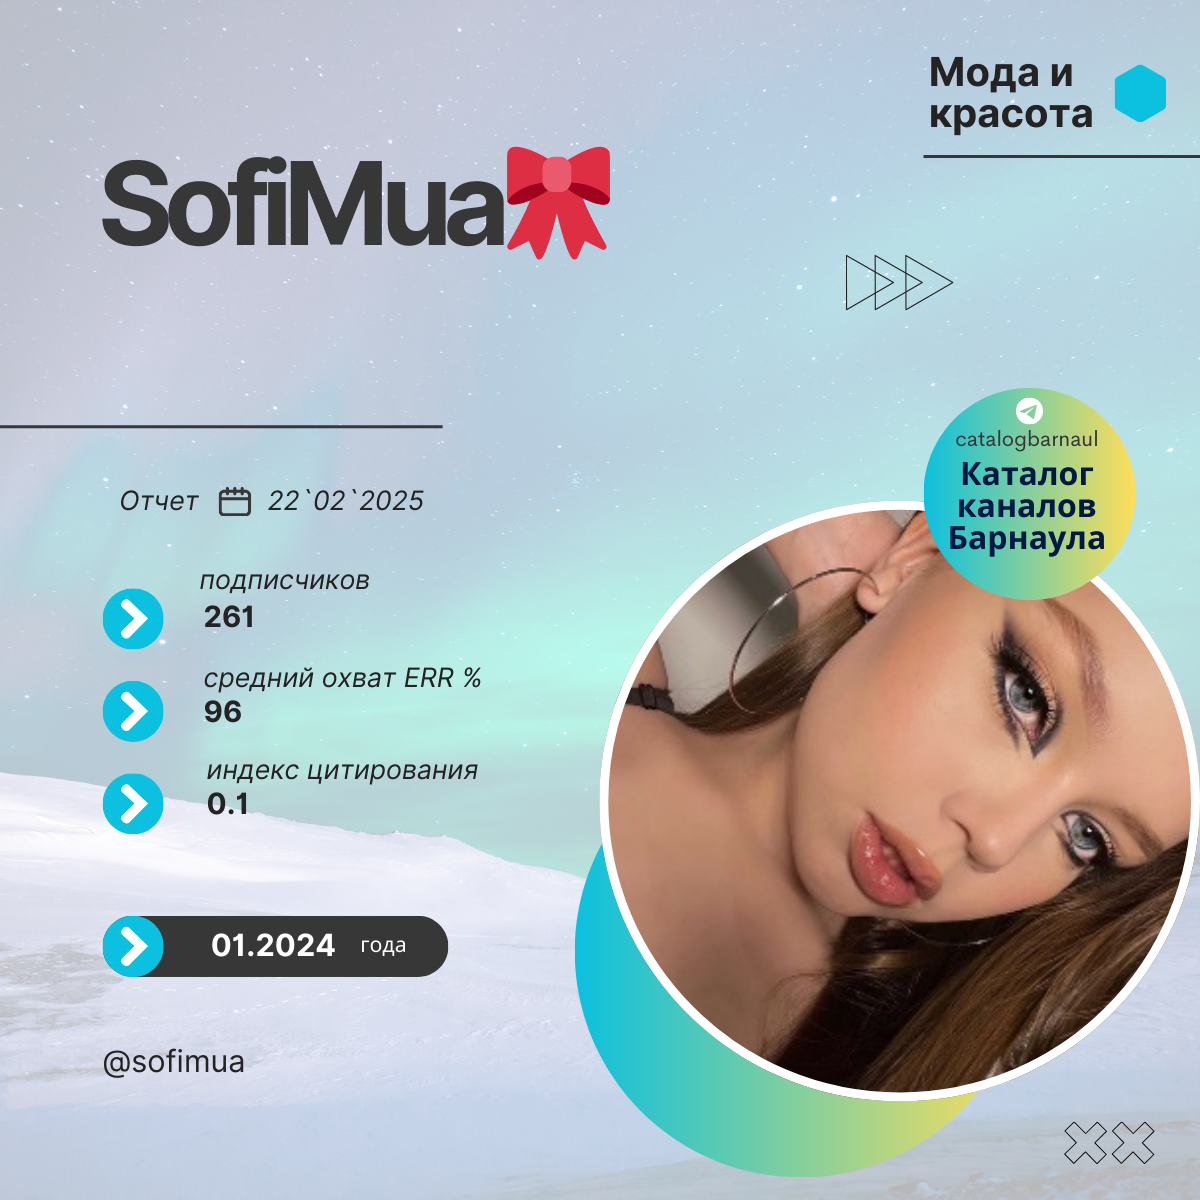 Мода и
красота
SofiMua
catalogbarnaul
Каталог
каналов
Барнаула
Отчет 22`02`2025
подписчиков
261
средний охват ERR %
96
индекс цитирования
0.1
01.2024 года
@sofimua